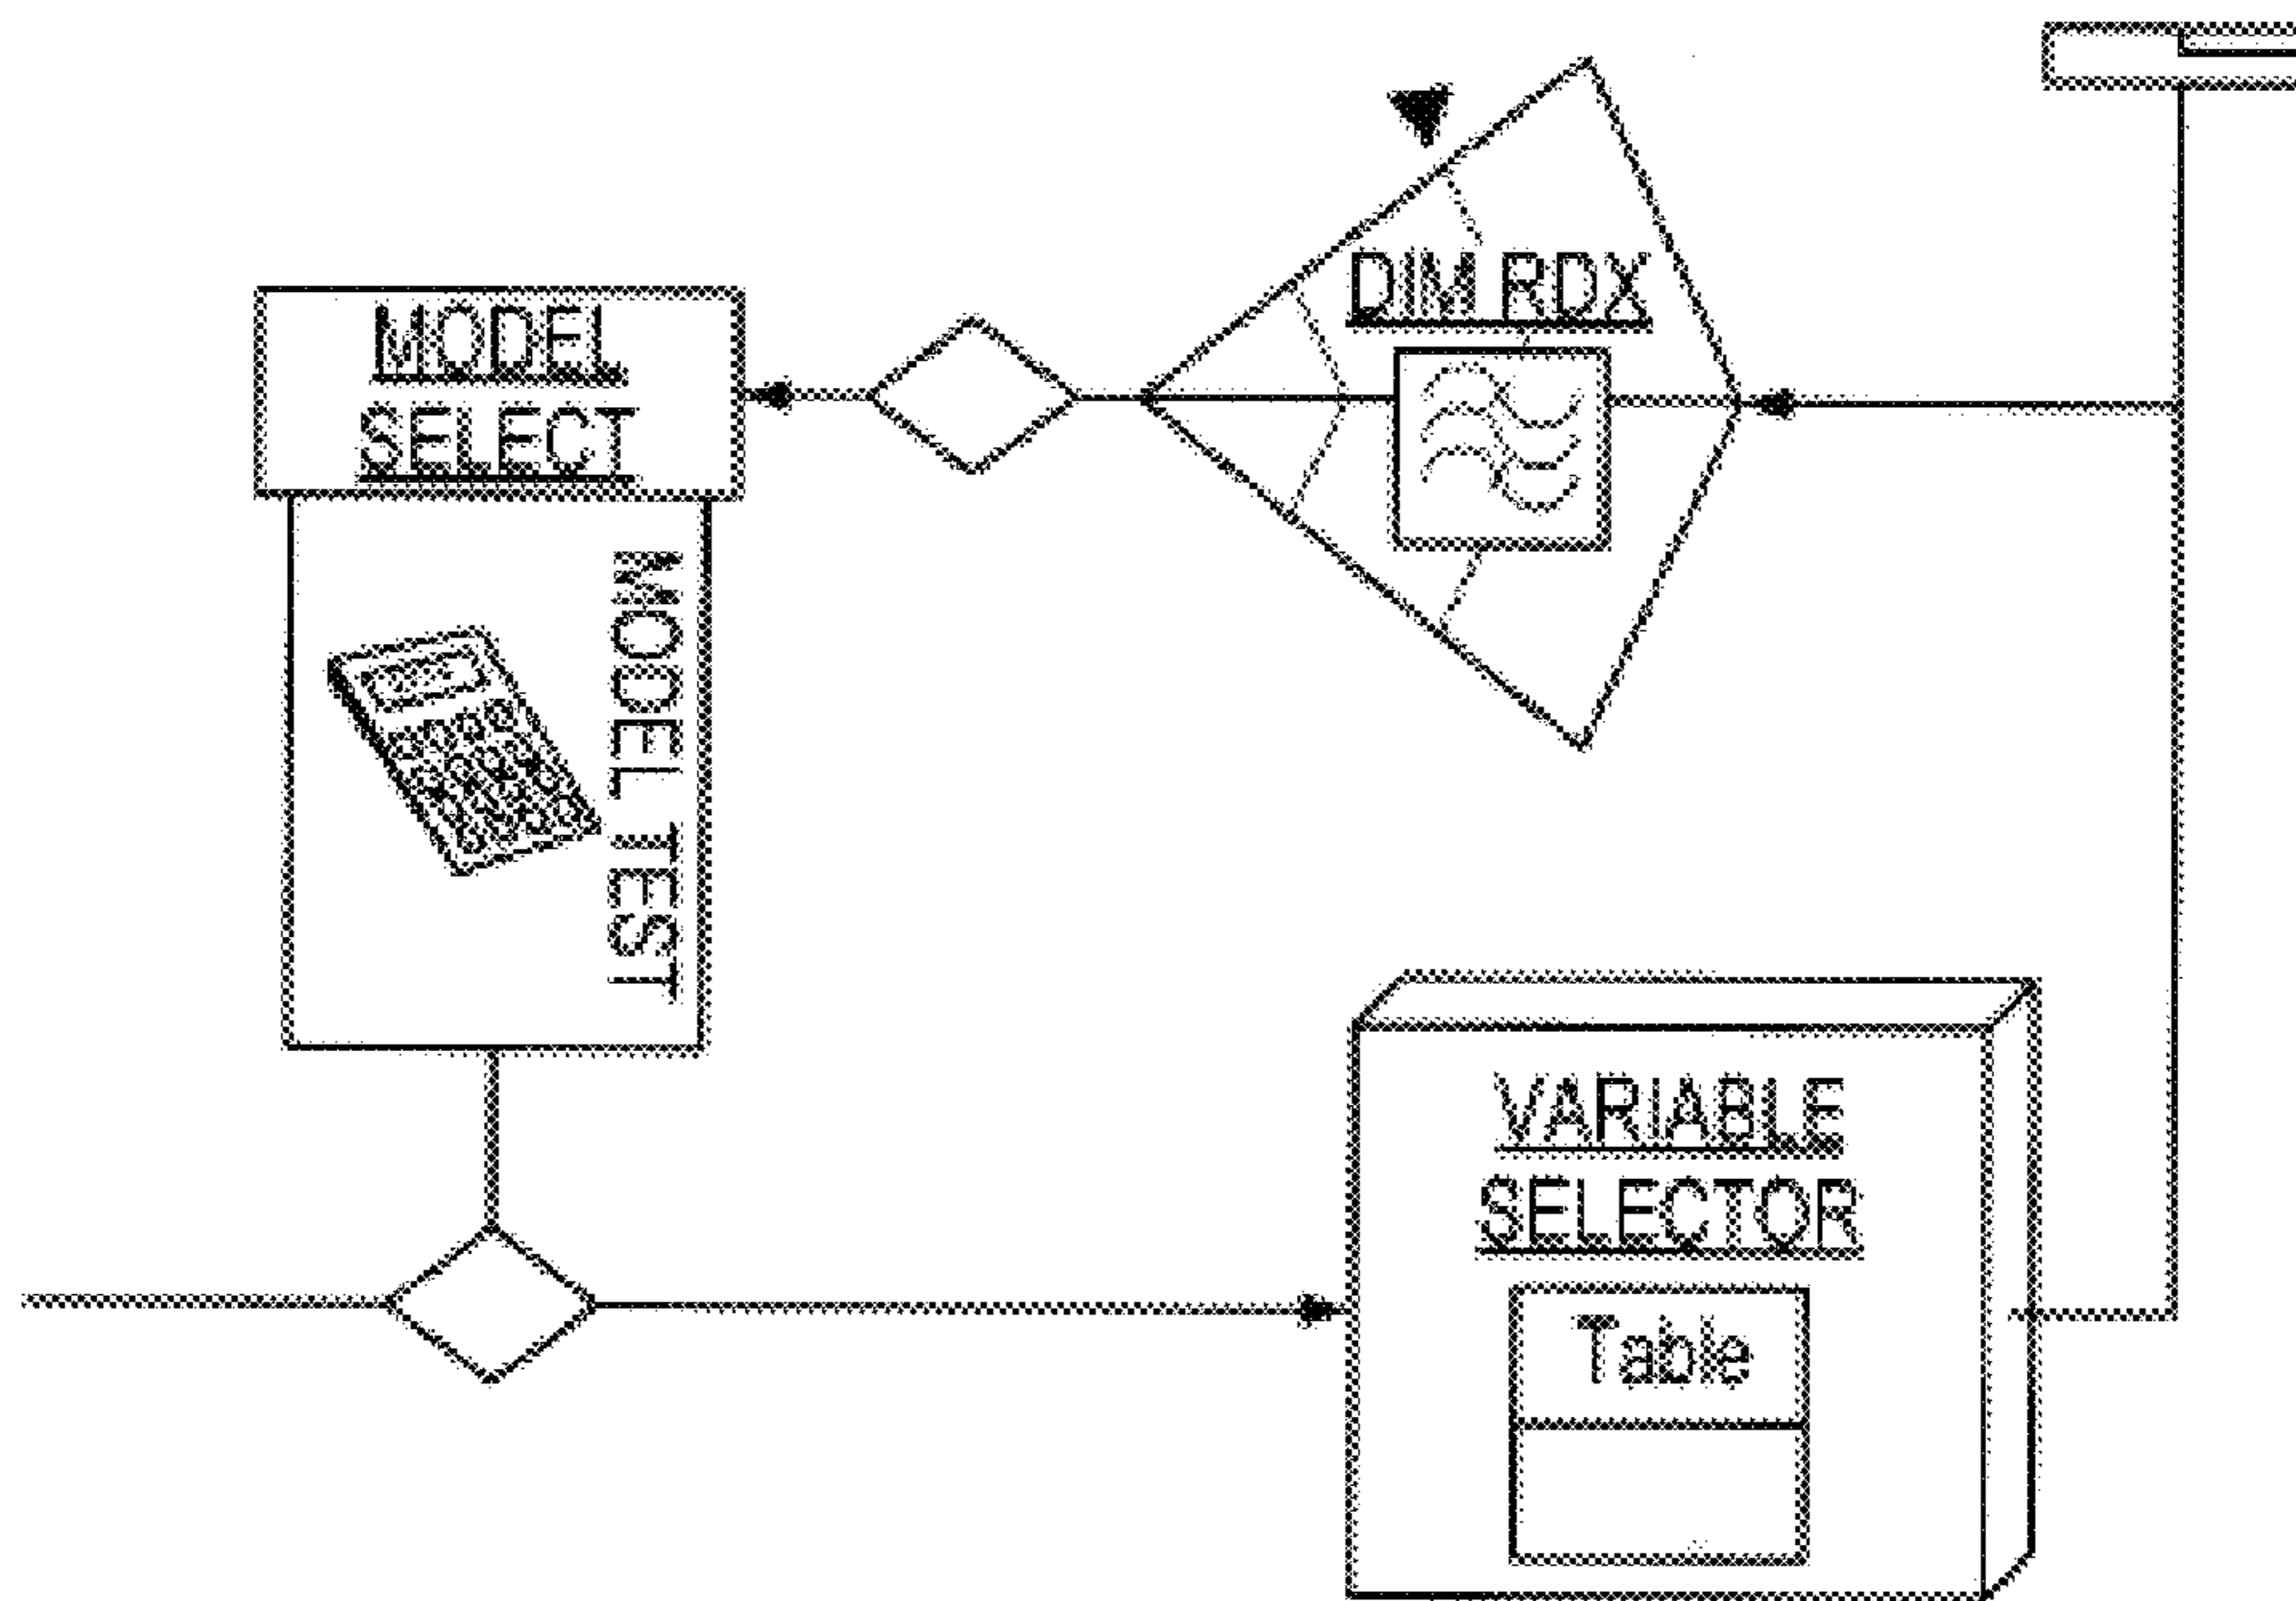 DIM RDX
MODEL
SELECT
MODEL TEST
VARIABLE
SELECTOR
Table